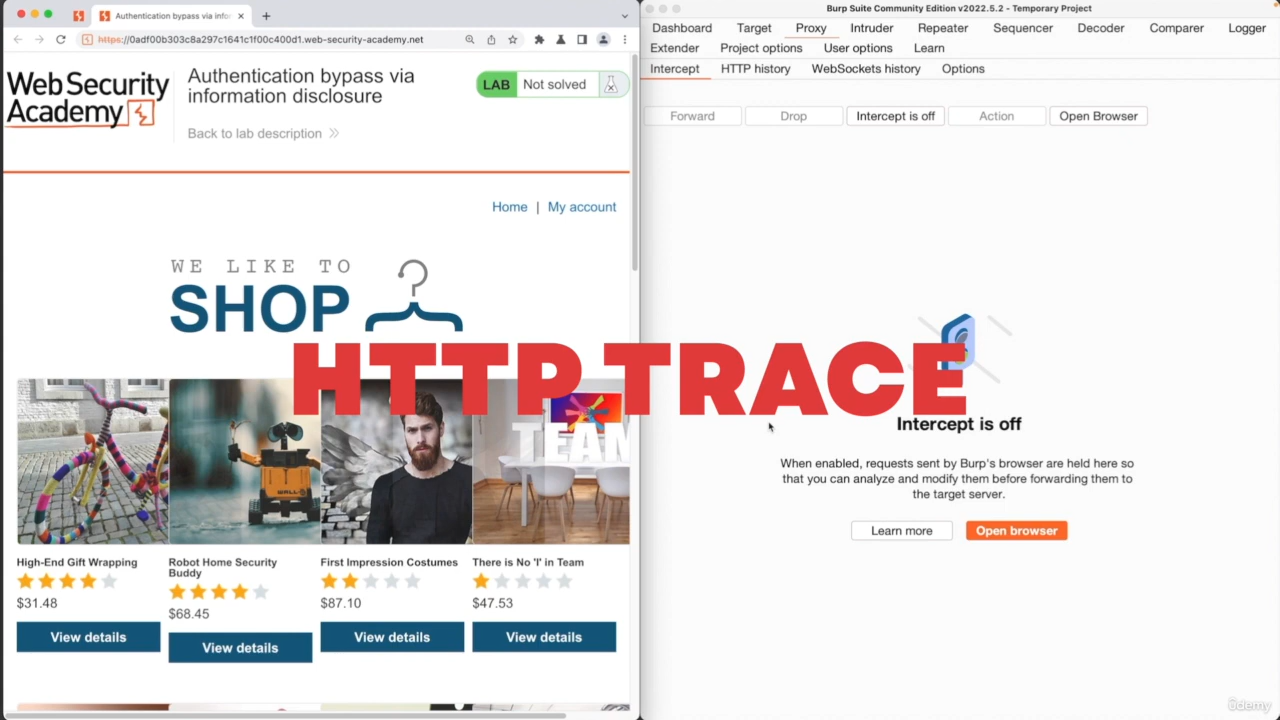 Authentication bypass via info
https://0adf00b303c8a297c1641c1f00c400d1.web-security-academy.net
Web Security
Academy
Authentication bypass via
information disclosure
Back to lab description
LAB
Not solved
Home | My account
WE LIKE TO
SHOP
HTTP TRACE
TEAM
High-End Gift Wrapping
$31.48
View details
Robot Home Security
Buddy
$68.45
View details
First Impression Costumes
$87.10
View details
There is No 'I' in Team
$47.53
View details
Burp Suite Community Edition v2022.5.2 - Temporary Project
Dashboard Target Proxy Intruder Repeater Sequencer Decoder Comparer Logger
Extender Project options User options Learn
Intercept HTTP history WebSockets history Options
Forward Drop Intercept is off Action Open Browser
Intercept is off
When enabled, requests sent by Burp's browser are held here so
that you can analyze and modify them before forwarding them to
the target server.
Learn more Open browser
ûdemy